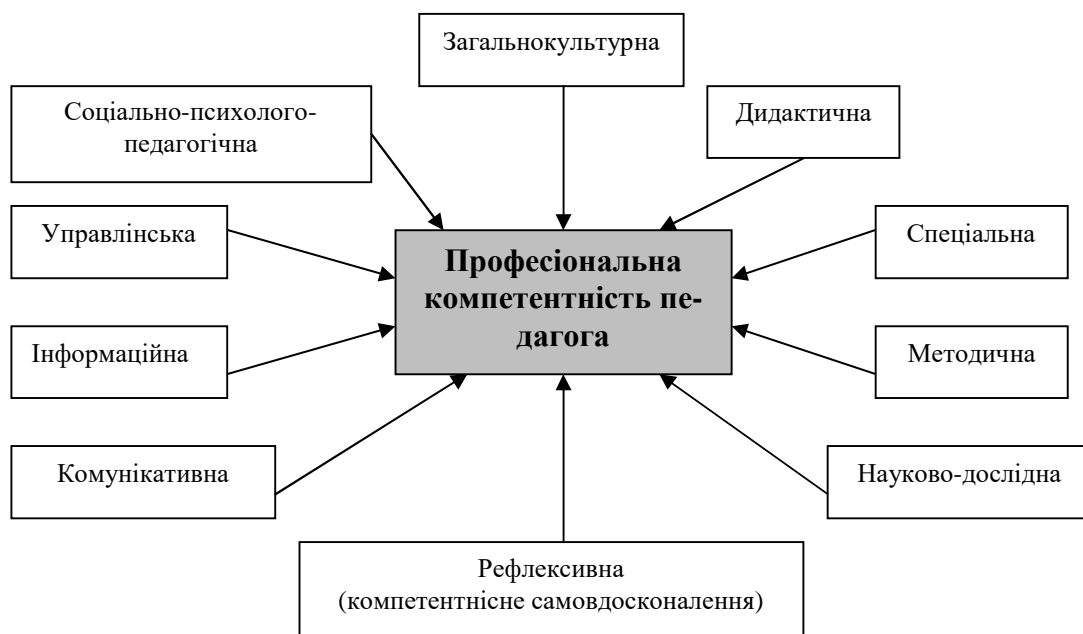 Загальнокультурна
Соціально-психолого-
педагогічна
Дидактична
Управлінська
Спеціальна
Професіональна
компетентність пе-
дагога
Інформаційна
Методична
Комунікативна
Науково-дослідна
Рефлексивна
(компетентнісне самовдосконалення)